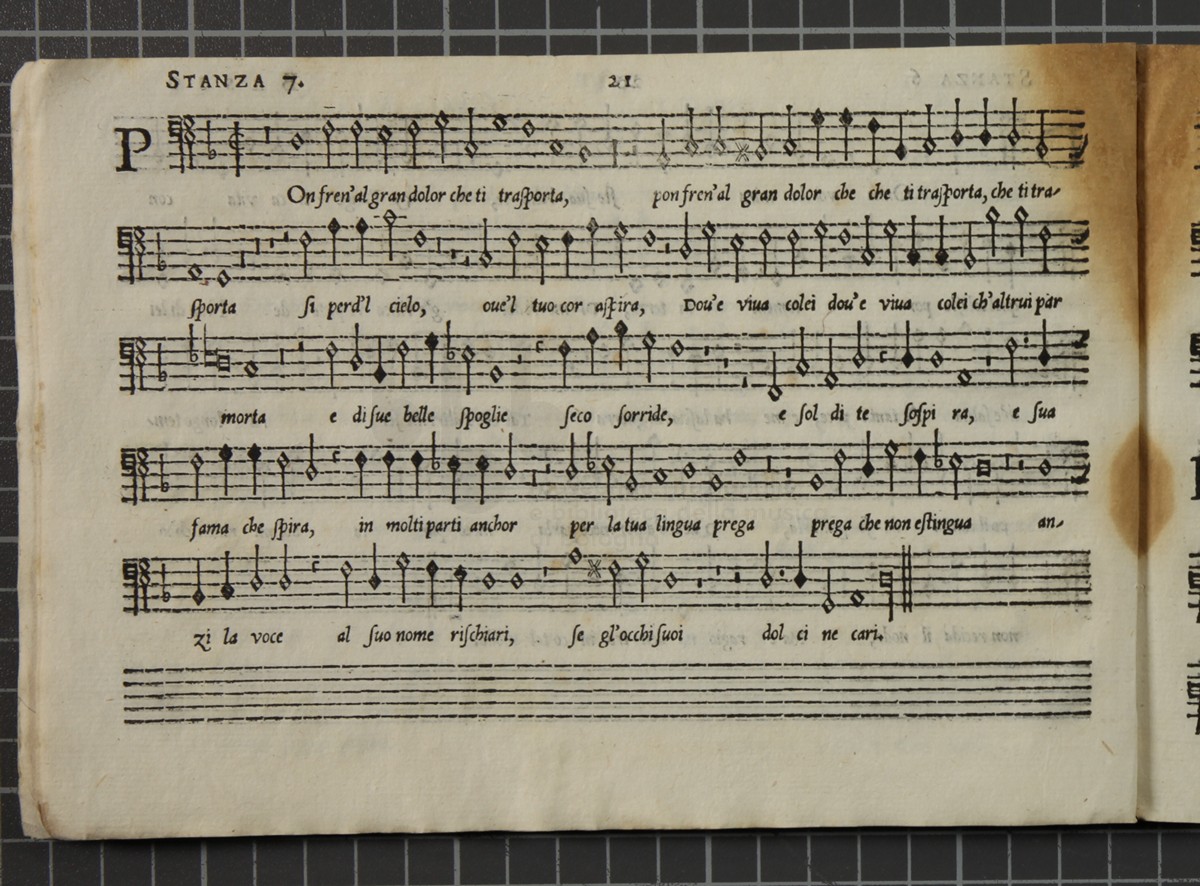 STANZA 7. 21
POn fren'al gran dolor che ti trasporta, pon fren'al gran dolor che che ti trasporta, che ti tra-
sporta si perd'l cielo, oue'l tuo cor aspira, Dou'e viua colei dou'e viua colei ch'altrui par
morta e di sue belle spoglie seco sorride, e sol di te sospi ra, e sua
fama che spira, in molti parti anchor per la tua lingua prega prega che non estingua an-
zi la voce al suo nome rischiari, se gl'occhi suoi dol ci ne cari.